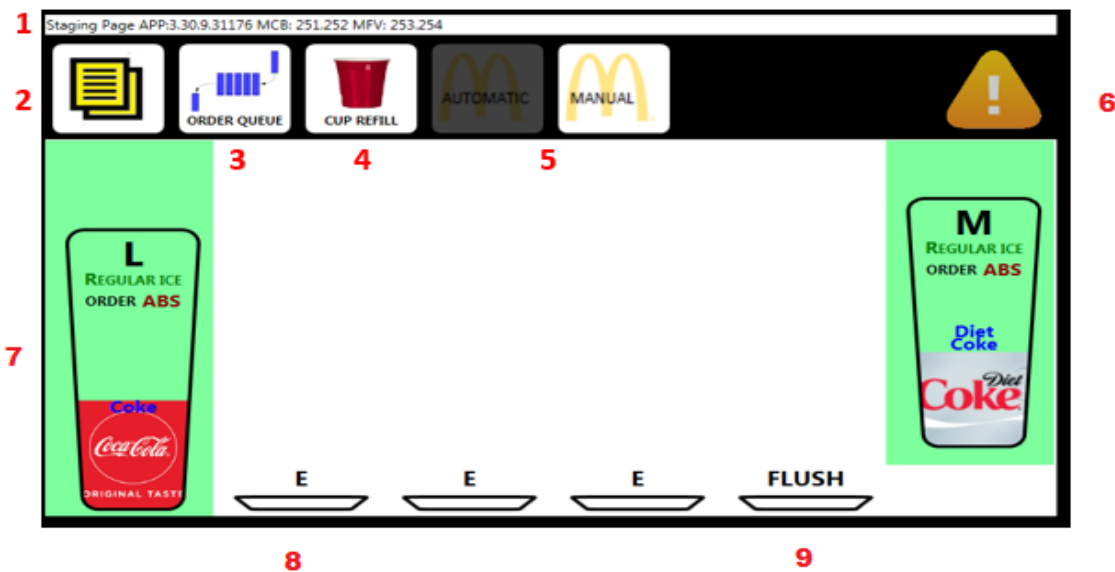 1
Staging Page APP:3.30.9.31176 MCB: 251.252 MFV: 253.254
2
ORDER QUEUE
CUP REFILL
AUTOMATIC
MANUAL
!
6
3
4
5
L
REGULAR ICE
ORDER ABS
Coke
Coca-Cola
ORIGINAL TASTE
7
M
REGULAR ICE
ORDER ABS
Diet
Coke
Diet
Coke
E
E
E
FLUSH
8
9